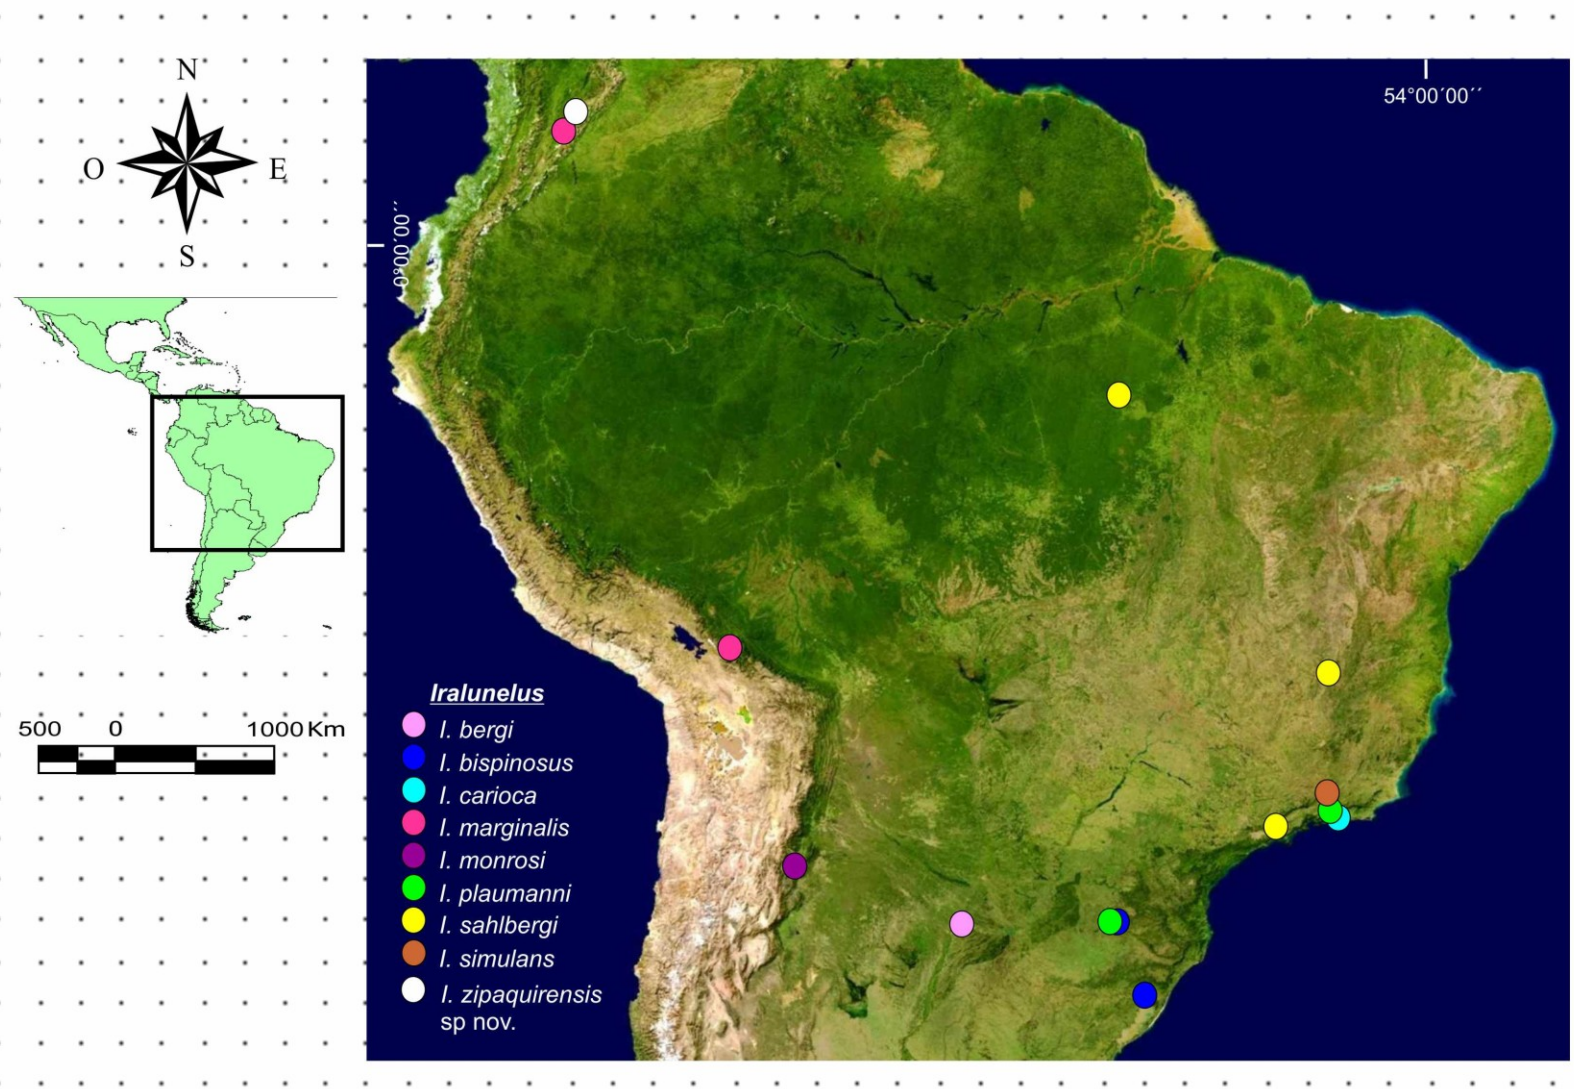 N
O
E
S
54°00′00′′
0°00′00′′
500 0 1000 Km
Iralunelus
I. bergi
I. bispinosus
I. carioca
I. marginalis
I. monrosi
I. plaumanni
I. sahlbergi
I. simulans
I. zipaquirensis
sp nov.